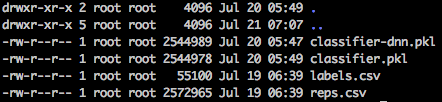 drwxr-xr-x 2 root root    4096 Jul 20 05:49 .
drwxr-xr-x 5 root root    4096 Jul 21 07:07 ..
-rw-r--r-- 1 root root 2544989 Jul 20 05:47 classifier-dnn.pkl
-rw-r--r-- 1 root root 2544978 Jul 20 05:49 classifier.pkl
-rw-r--r-- 1 root root   55100 Jul 19 06:39 labels.csv
-rw-r--r-- 1 root root 2572965 Jul 19 06:39 reps.csv